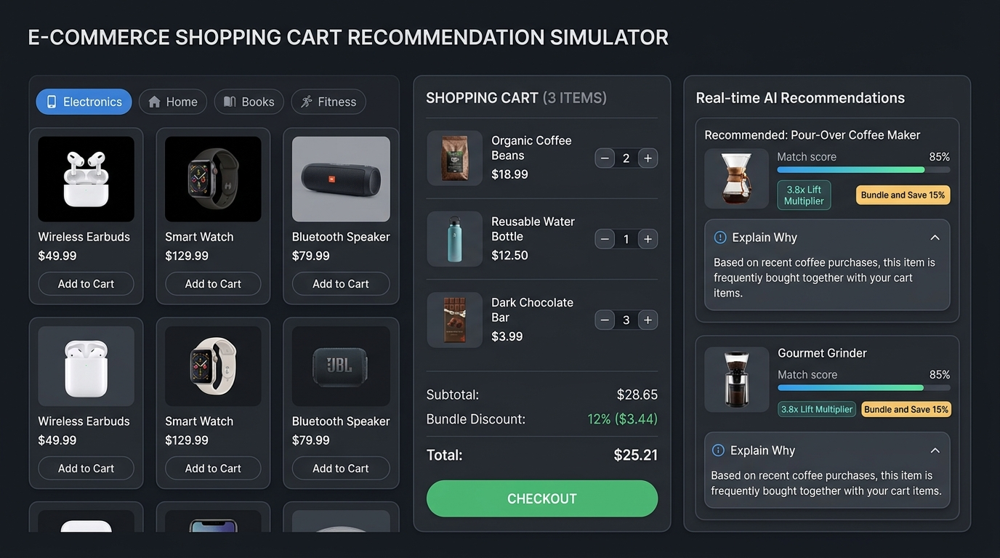 E-COMMERCE SHOPPING CART RECOMMENDATION SIMULATOR
Electronics
Home
Books
Fitness
Wireless Earbuds
$49.99
Add to Cart
Smart Watch
$129.99
Add to Cart
Bluetooth Speaker
$79.99
Add to Cart
JBL
Wireless Earbuds
$49.99
Add to Cart
Smart Watch
$129.99
Add to Cart
Bluetooth Speaker
$79.99
Add to Cart
SHOPPING CART (3 ITEMS)
Organic Coffee
Beans
$18.99
− 2 +
Reusable Water
Bottle
$12.50
− 1 +
Dark Chocolate
Bar
$3.99
− 3 +
Subtotal: $28.65
Bundle Discount: 12% ($3.44)
Total: $25.21
CHECKOUT
Real-time AI Recommendations
Recommended: Pour-Over Coffee Maker
Match score 85%
3.8x Lift
Multiplier
Bundle and Save 15%
Explain Why
Based on recent coffee purchases, this item is
frequently bought together with your cart
items.
Gourmet Grinder
Match score 85%
3.8x Lift Multiplier
Bundle and Save 15%
Explain Why
Based on recent coffee purchases, this item is
frequently bought together with your cart items.